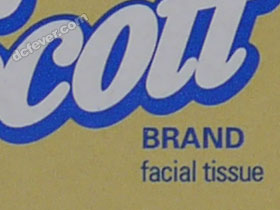 dcfever.com
Scott
BRAND
facial tissue